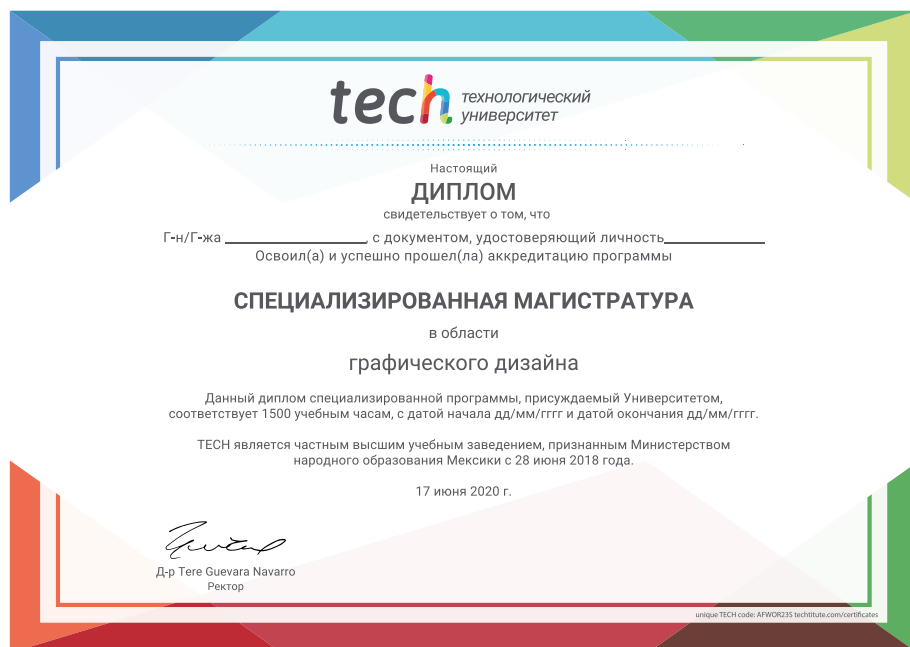 tech технологический
университет
Настоящий
ДИПЛОМ
свидетельствует о том, что
Г-н/Г-жа ____________, с документом, удостоверяющий личность____________
Освоил(а) и успешно прошел(ла) аккредитацию программы
СПЕЦИАЛИЗИРОВАННАЯ МАГИСТРАТУРА
в области
графического дизайна
Данный диплом специализированной программы, присуждаемый Университетом,
соответствует 1500 учебным часам, с датой начала дд/мм/гггг и датой окончания дд/мм/гггг.
TECH является частным высшим учебным заведением, признанным Министерством
народного образования Мексики с 28 июня 2018 года.
17 июня 2020 г.
Д-р Tere Guevara Navarro
Ректор
unique TECH code: AFWOR23S techtitute.com/certificates